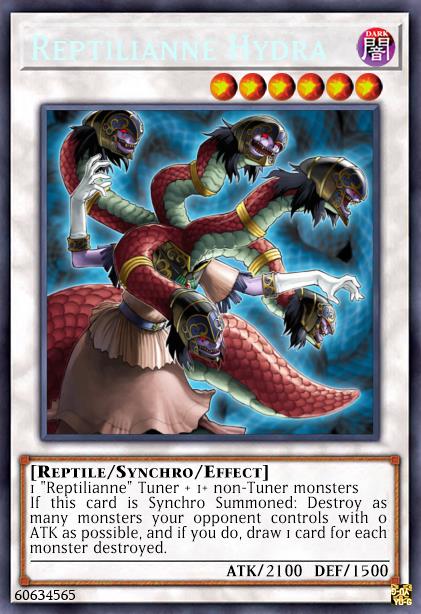 Reptilianne Hydra
DARK
闇
[Reptile/Synchro/Effect]
1 "Reptilianne" Tuner + 1+ non-Tuner monsters
If this card is Synchro Summoned: Destroy as
many monsters your opponent controls with 0
ATK as possible, and if you do, draw 1 card for each
monster destroyed.
ATK/2100 DEF/1500
60634565